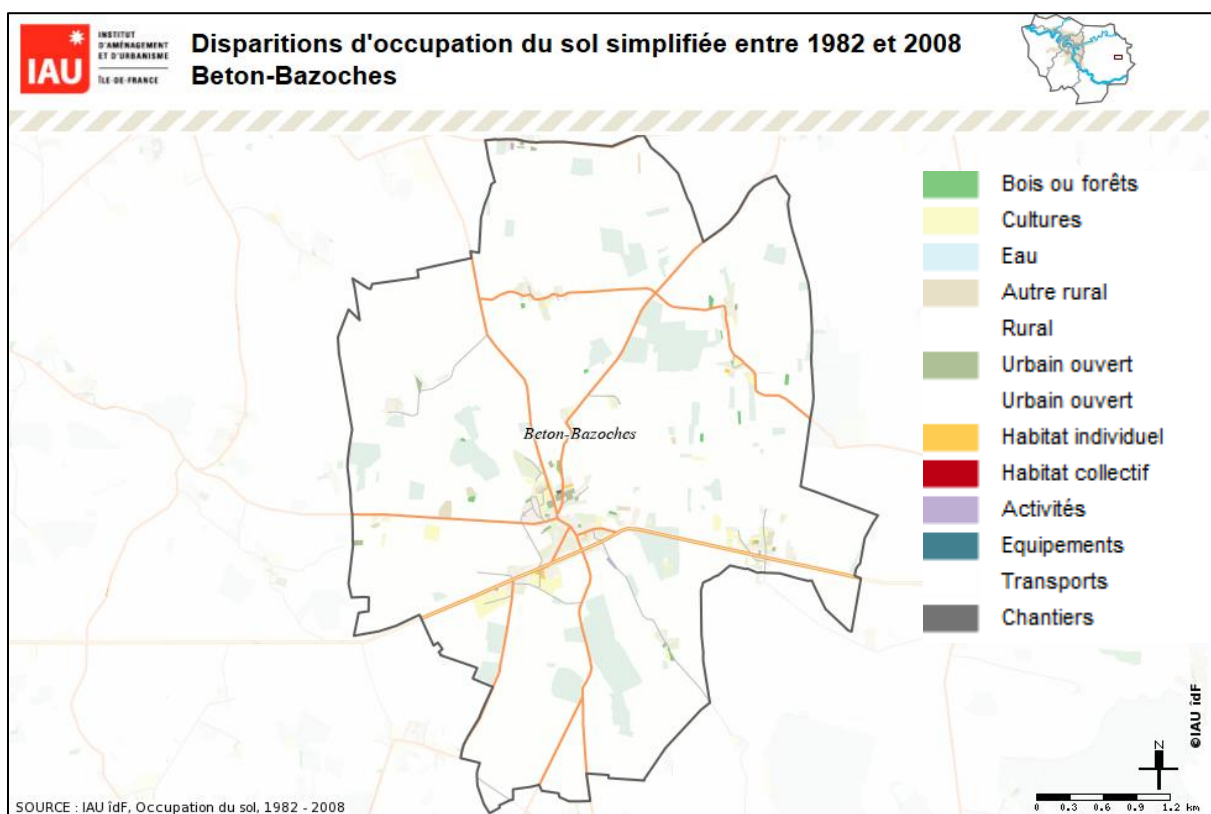 INSTITUT
D'AMÉNAGEMENT
ET D'URBANISME
IAU
ÎLE-DE-FRANCE
Disparitions d'occupation du sol simplifiée entre 1982 et 2008
Beton-Bazoches
Bois ou forêts
Cultures
Eau
Autre rural
Rural
Urbain ouvert
Urbain ouvert
Habitat individuel
Habitat collectif
Activités
Equipements
Transports
Chantiers
Beton-Bazoches
©IAU îdF
N
0 0.3 0.6 0.9 1.2 km
SOURCE : IAU îdF, Occupation du sol, 1982 - 2008